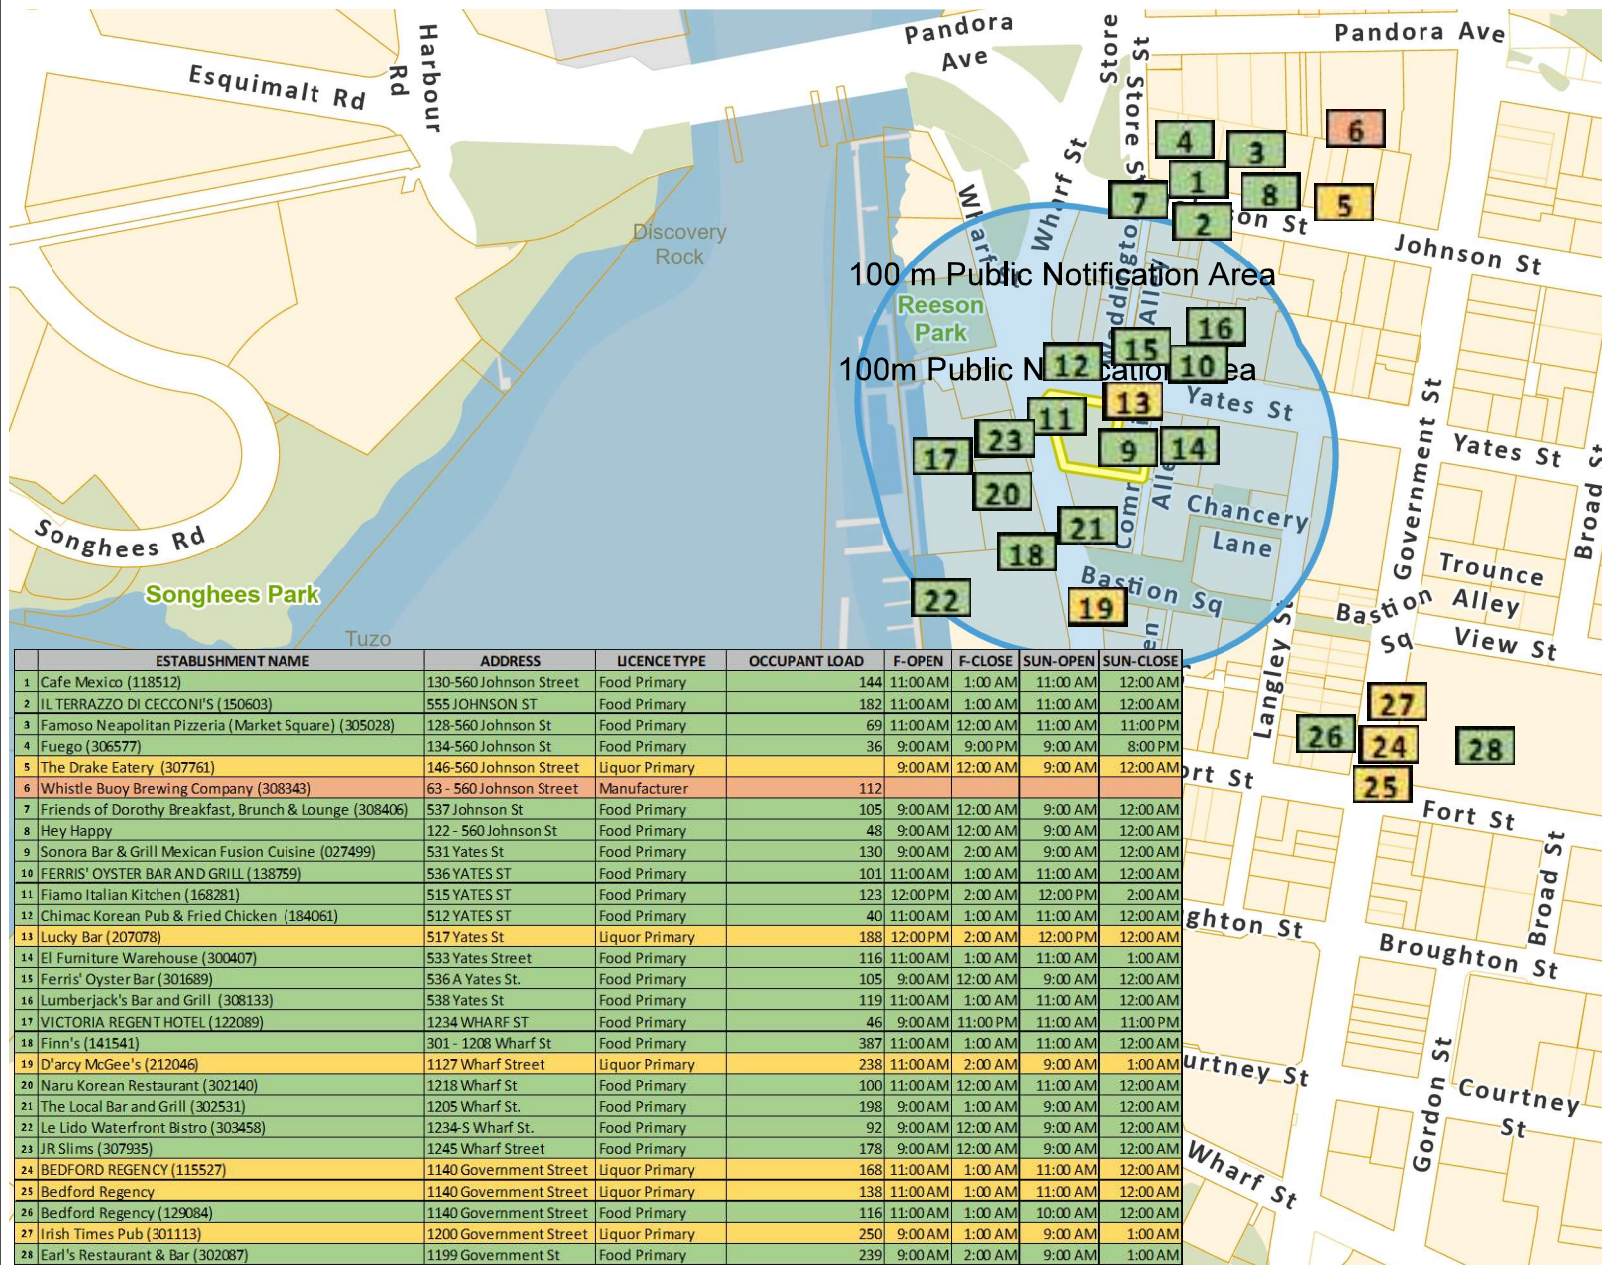 Pandora
Ave
Pandora Ave
Store
Store St
St
Harbour
Rd
Esquimalt Rd
Wharf St
Wharf St
4
3
6
1
8
5
7
2
son St
Johnson St
Discovery
Rock
100 m Public Notification Area
Waddington
Alley
Reeson
Park
16
15
12
10
100m Public N cation ea
13
Yates St
11
23
17
9
14
20
Yates St
Government St
Broad St
Comm
Alle
Chancery
Lane
21
18
Songhees Rd
Trounce
Alley
Bastion Sq
Bastion
Sq
View St
22
19
en
Langley St
Songhees Park
Tuzo
27
26
24
28
25
ort St
Fort St
Broad St
ghton St
Broughton St
urtney St
Gordon St
Courtney
St
Wharf St
ESTABLISHMENT NAME ADDRESS LICENCE TYPE OCCUPANT LOAD F-OPEN F-CLOSE SUN-OPEN SUN-CLOSE
1 Cafe Mexico (118512) 130-560 Johnson Street Food Primary 144 11:00 AM 1:00 AM 11:00 AM 12:00 AM
2 IL TERRAZZO DI CECCONI'S (150603) 555 JOHNSON ST Food Primary 182 11:00 AM 1:00 AM 11:00 AM 12:00 AM
3 Famoso Neapolitan Pizzeria (Market Square) (305028) 128-560 Johnson St Food Primary 69 11:00 AM 12:00 AM 11:00 AM 11:00 PM
4 Fuego (306577) 134-560 Johnson St Food Primary 36 9:00 AM 9:00 PM 9:00 AM 8:00 PM
5 The Drake Eatery (307761) 146-560 Johnson Street Liquor Primary 9:00 AM 12:00 AM 9:00 AM 12:00 AM
6 Whistle Buoy Brewing Company (308343) 63 - 560 Johnson Street Manufacturer 112
7 Friends of Dorothy Breakfast, Brunch & Lounge (308406) 537 Johnson St Food Primary 105 9:00 AM 12:00 AM 9:00 AM 12:00 AM
8 Hey Happy 122 - 560 Johnson St Food Primary 48 9:00 AM 12:00 AM 9:00 AM 12:00 AM
9 Sonora Bar & Grill Mexican Fusion Cuisine (027499) 531 Yates St Food Primary 130 9:00 AM 2:00 AM 9:00 AM 12:00 AM
10 FERRIS' OYSTER BAR AND GRILL (138759) 536 YATES ST Food Primary 101 11:00 AM 1:00 AM 11:00 AM 12:00 AM
11 Fiamo Italian Kitchen (168281) 515 YATES ST Food Primary 123 12:00 PM 2:00 AM 12:00 PM 2:00 AM
12 Chimac Korean Pub & Fried Chicken (184061) 512 YATES ST Food Primary 40 11:00 AM 1:00 AM 11:00 AM 12:00 AM
13 Lucky Bar (207078) 517 Yates St Liquor Primary 188 12:00 PM 2:00 AM 12:00 PM 12:00 AM
14 El Furniture Warehouse (300407) 533 Yates Street Food Primary 116 11:00 AM 1:00 AM 11:00 AM 1:00 AM
15 Ferris' Oyster Bar (301689) 536 A Yates St. Food Primary 105 9:00 AM 12:00 AM 9:00 AM 12:00 AM
16 Lumberjack's Bar and Grill (308133) 538 Yates St Food Primary 119 11:00 AM 1:00 AM 11:00 AM 12:00 AM
17 VICTORIA REGENT HOTEL (122089) 1234 WHARF ST Food Primary 46 9:00 AM 11:00 PM 11:00 AM 11:00 PM
18 Finn's (141541) 301 - 1208 Wharf St Food Primary 387 11:00 AM 1:00 AM 11:00 AM 12:00 AM
19 D'arcy McGee's (212046) 1127 Wharf Street Liquor Primary 238 11:00 AM 2:00 AM 9:00 AM 1:00 AM
20 Naru Korean Restaurant (302140) 1218 Wharf St Food Primary 100 11:00 AM 12:00 AM 11:00 AM 12:00 AM
21 The Local Bar and Grill (302531) 1205 Wharf St. Food Primary 198 9:00 AM 1:00 AM 9:00 AM 12:00 AM
22 Le Lido Waterfront Bistro (303458) 1234-S Wharf St. Food Primary 92 9:00 AM 12:00 AM 9:00 AM 12:00 AM
23 JR Slims (307935) 1245 Wharf Street Food Primary 178 9:00 AM 12:00 AM 9:00 AM 12:00 AM
24 BEDFORD REGENCY (115527) 1140 Government Street Liquor Primary 168 11:00 AM 1:00 AM 11:00 AM 12:00 AM
25 Bedford Regency 1140 Government Street Liquor Primary 138 11:00 AM 1:00 AM 11:00 AM 12:00 AM
26 Bedford Regency (129084) 1140 Government Street Food Primary 116 11:00 AM 1:00 AM 10:00 AM 12:00 AM
27 Irish Times Pub (301113) 1200 Government Street Liquor Primary 250 9:00 AM 1:00 AM 9:00 AM 1:00 AM
28 Earl's Restaurant & Bar (302087) 1199 Government St Food Primary 239 9:00 AM 2:00 AM 9:00 AM 1:00 AM